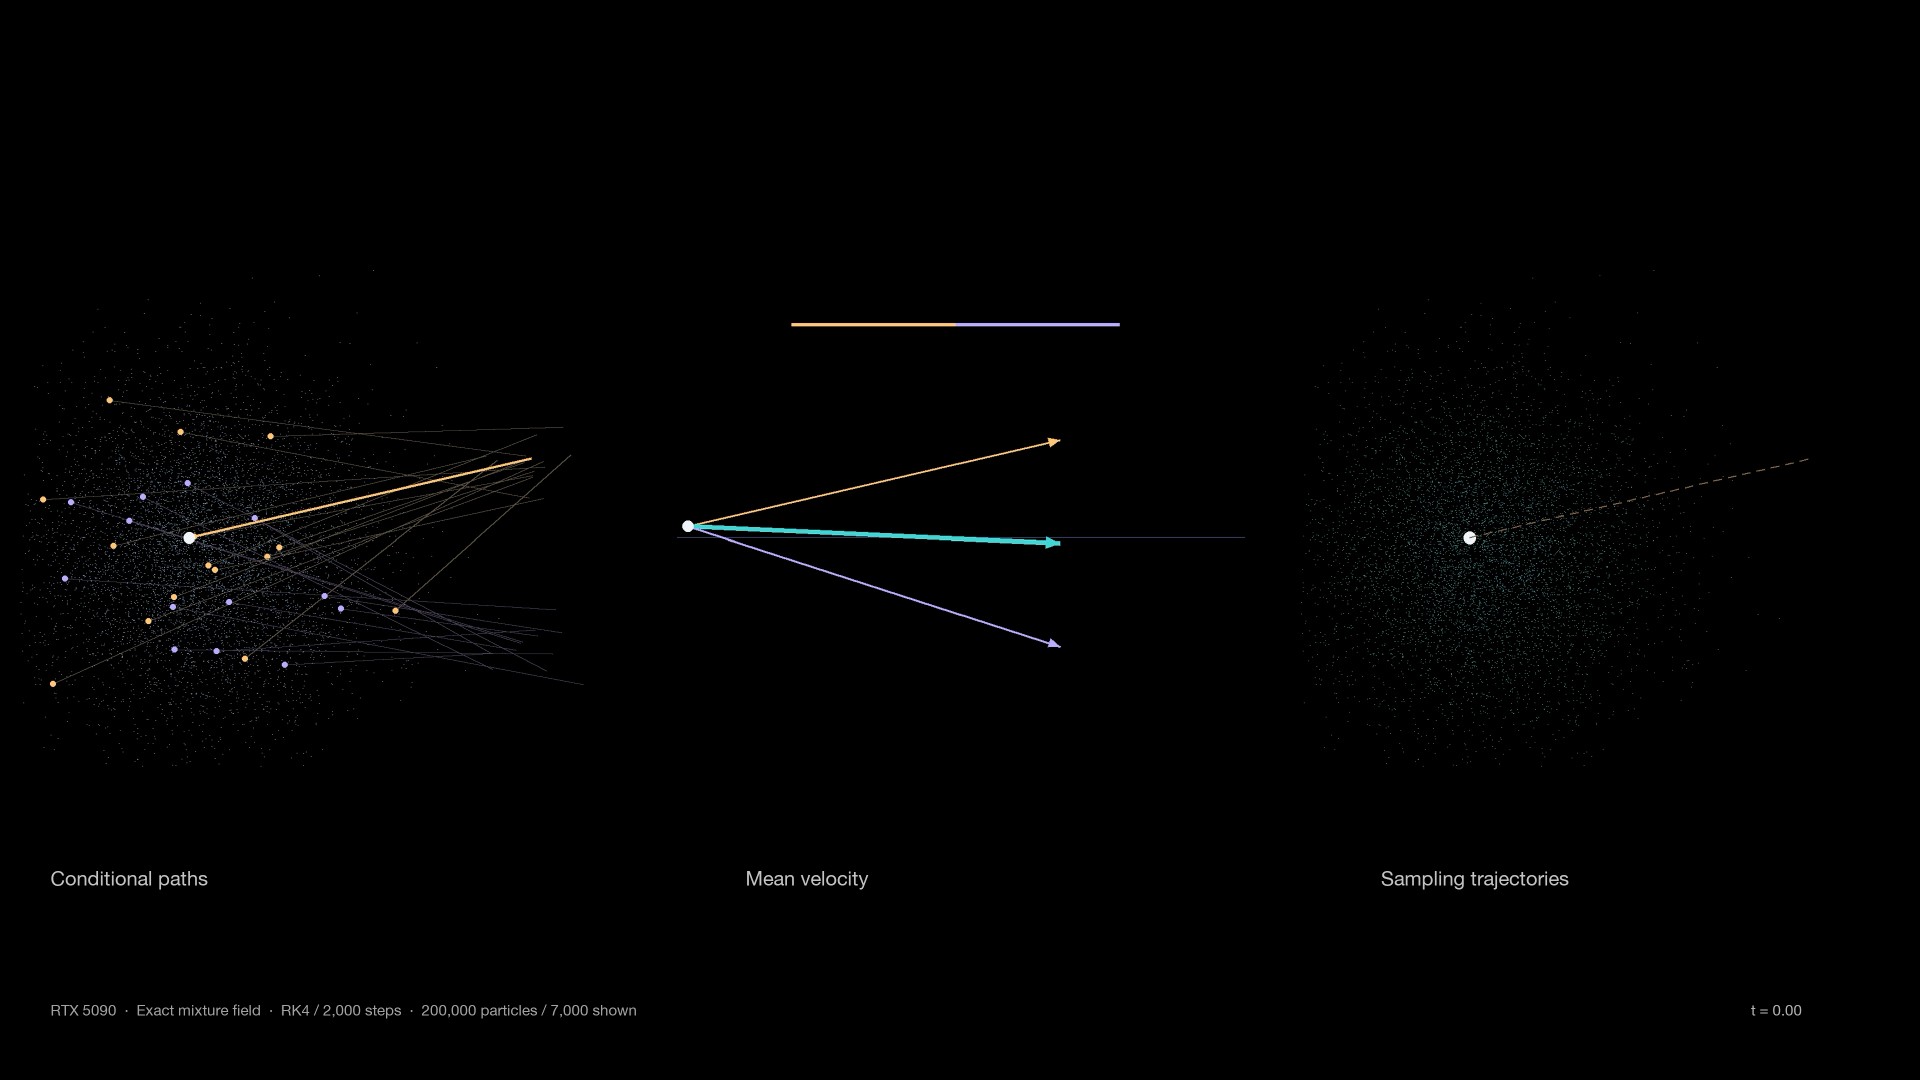 Conditional paths
Mean velocity
Sampling trajectories
RTX 5090 · Exact mixture field · RK4 / 2,000 steps · 200,000 particles / 7,000 shown
t = 0.00